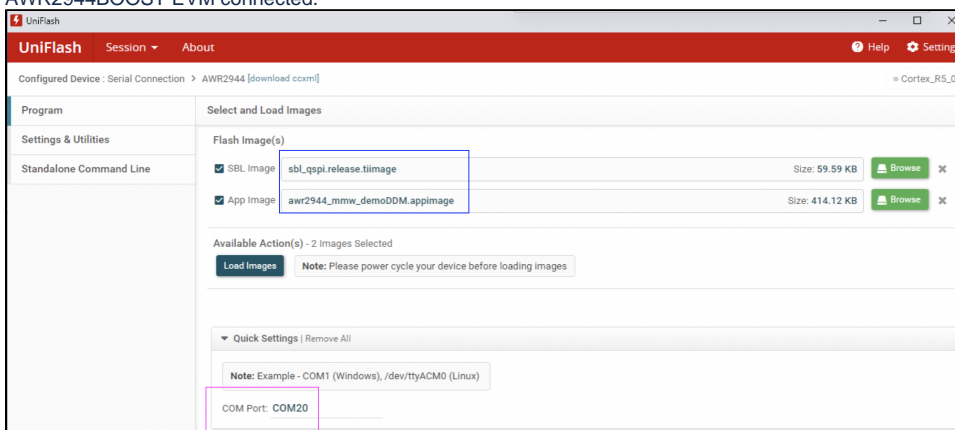 AWR2944BOOST EVM connected.
UniFlash
UniFlash Session About Help Setting
Configured Device : Serial Connection > AWR2944 [download ccxml] Cortex_R5_0
Program
Settings & Utilities
Standalone Command Line
Select and Load Images
Flash Image(s)
SBL Image sbl_qspi.release.tiimage Size: 59.59 KB Browse
App Image awr2944_mmw_demoDDM.appimage Size: 414.12 KB Browse
Available Action(s) - 2 Images Selected
Load Images Note: Please power cycle your device before loading images
Quick Settings | Remove All
Note: Example - COM1 (Windows), /dev/ttyACM0 (Linux)
COM Port: COM20